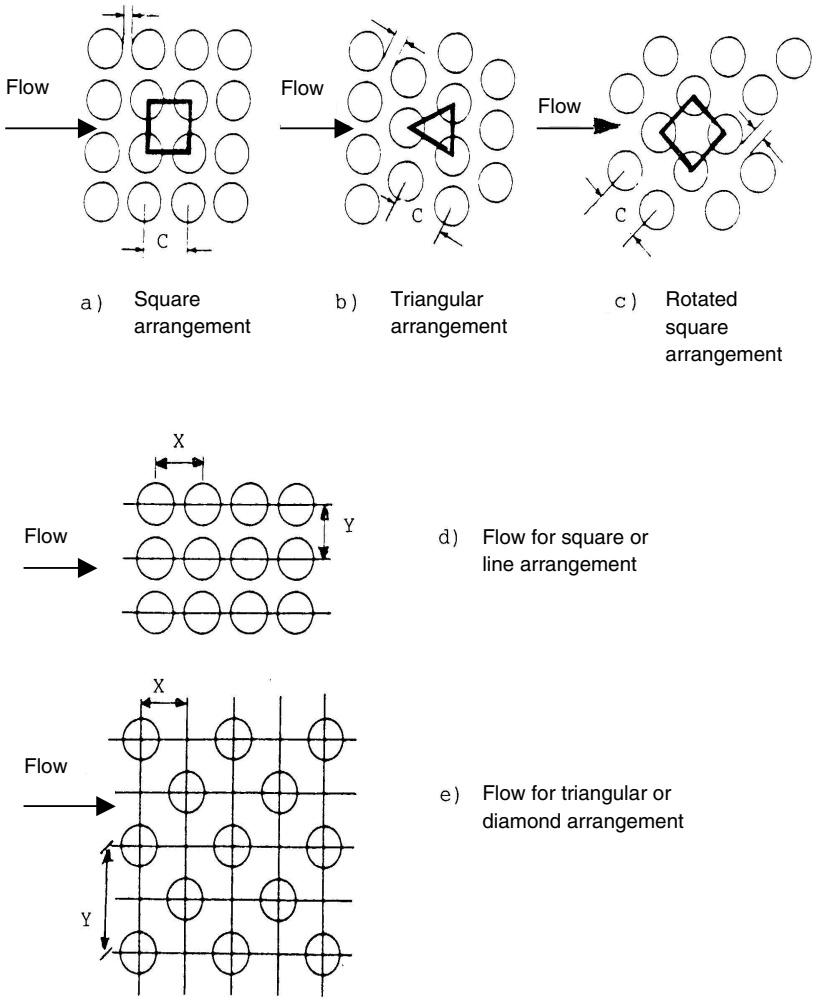 Flow
Flow
Flow
C
C
C
a) Square
arrangement
b) Triangular
arrangement
c) Rotated
square
arrangement
X
Y
Flow
d) Flow for square or
line arrangement
X
Flow
Y
e) Flow for triangular or
diamond arrangement